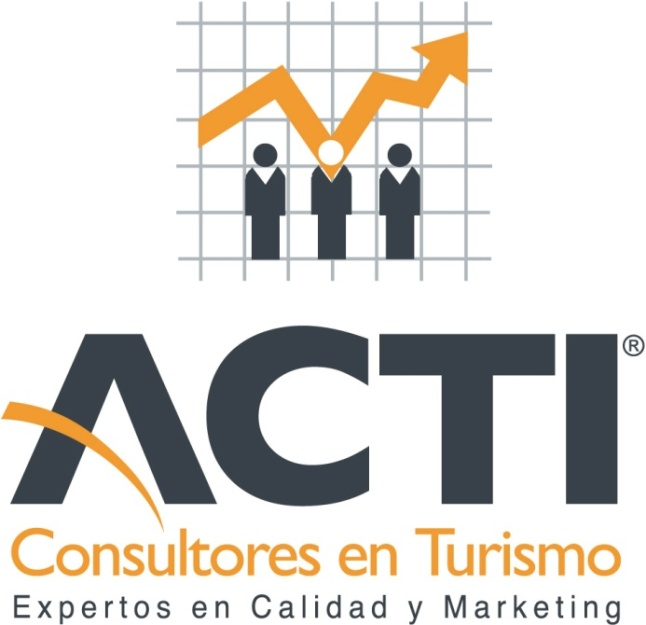 ACTI®
Consultores en Turismo
Expertos en Calidad y Marketing